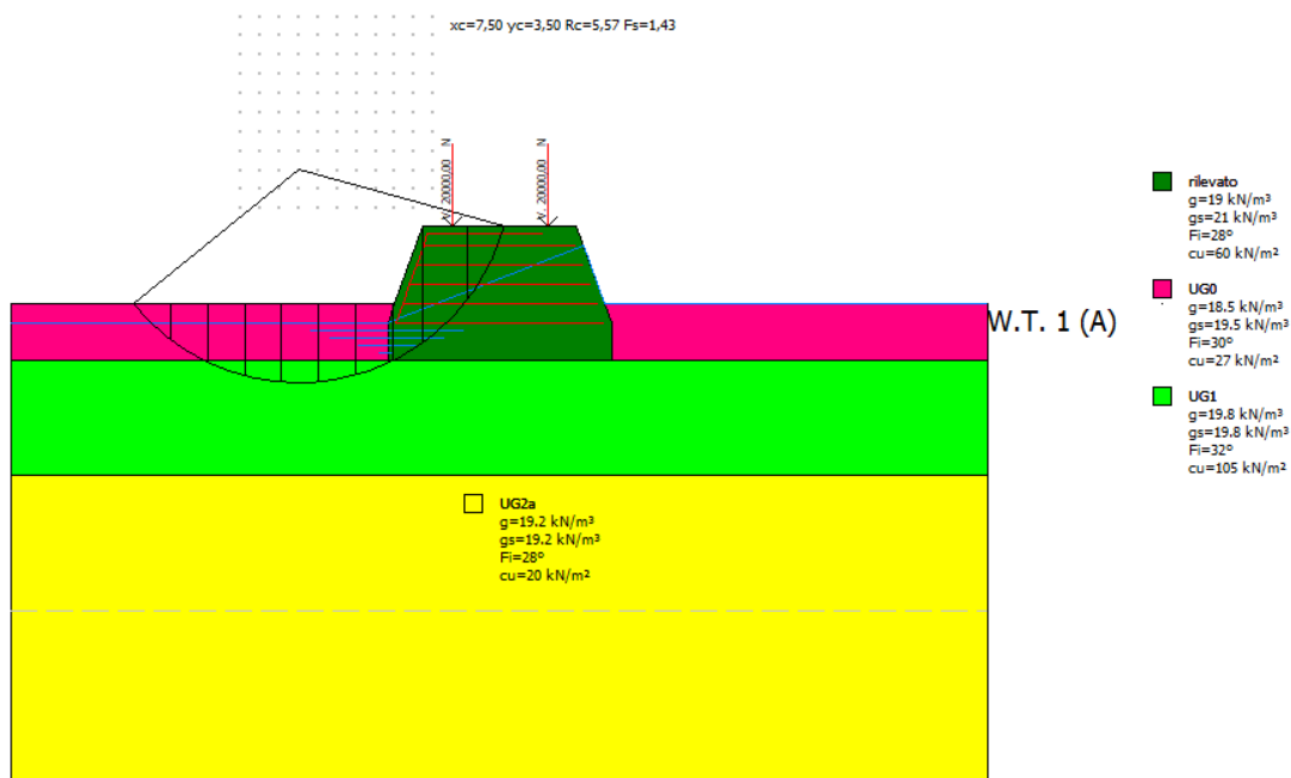 xc=7,50 yc=3,50 Rc=5,57 Fs=1,43
N. 20000.00 N
N. 20000.00 N
W.T. 1 (A)
rilevato
g=19 kN/m³
gs=21 kN/m³
Fi=28°
cu=60 kN/m²
UG0
g=18.5 kN/m³
gs=19.5 kN/m³
Fi=30°
cu=27 kN/m²
UG1
g=19.8 kN/m³
gs=19.8 kN/m³
Fi=32°
cu=105 kN/m²
UG2a
g=19.2 kN/m³
gs=19.2 kN/m³
Fi=28°
cu=20 kN/m²